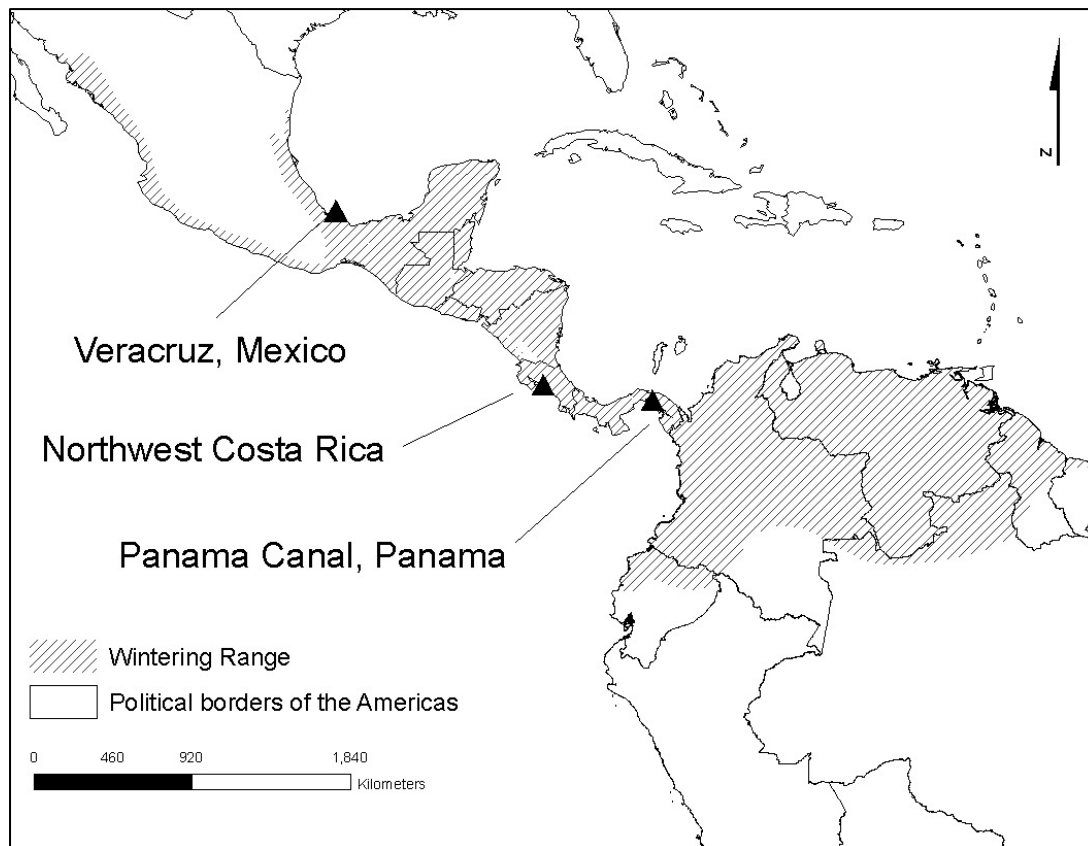 N
Veracruz, Mexico
Northwest Costa Rica
Panama Canal, Panama
Wintering Range
Political borders of the Americas
0 460 920 1,840
Kilometers